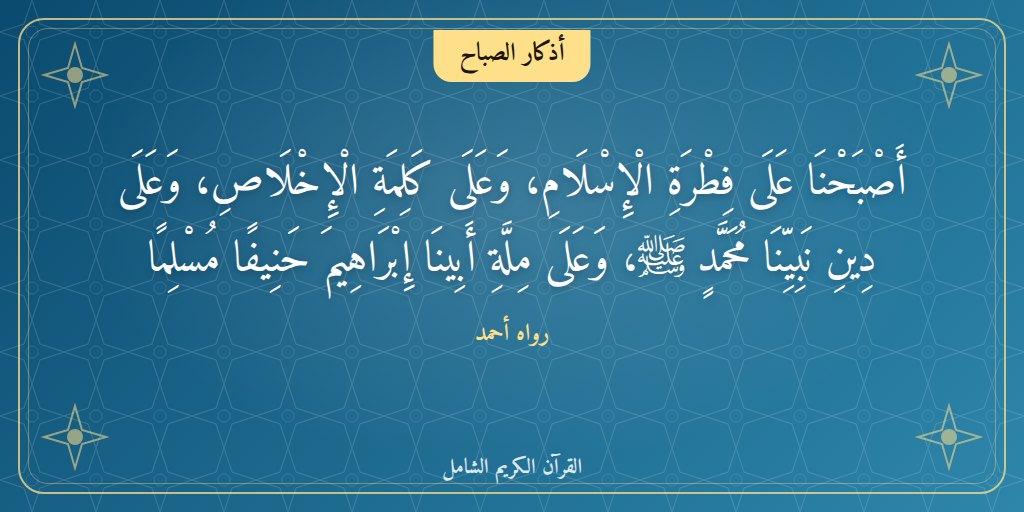 أذكار الصباح
أَصْبَحْنَا عَلَى فِطْرَةِ الْإِسْلَامِ، وَعَلَى كَلِمَةِ الْإِخْلَاصِ، وَعَلَى
دِينِ نَبِيِّنَا مُحَمَّدٍ ﷺ، وَعَلَى مِلَّةِ أَبِينَا إِبْرَاهِيمَ حَنِيفًا مُسْلِمًا
رواه أحمد
القرآن الكريم الشامل